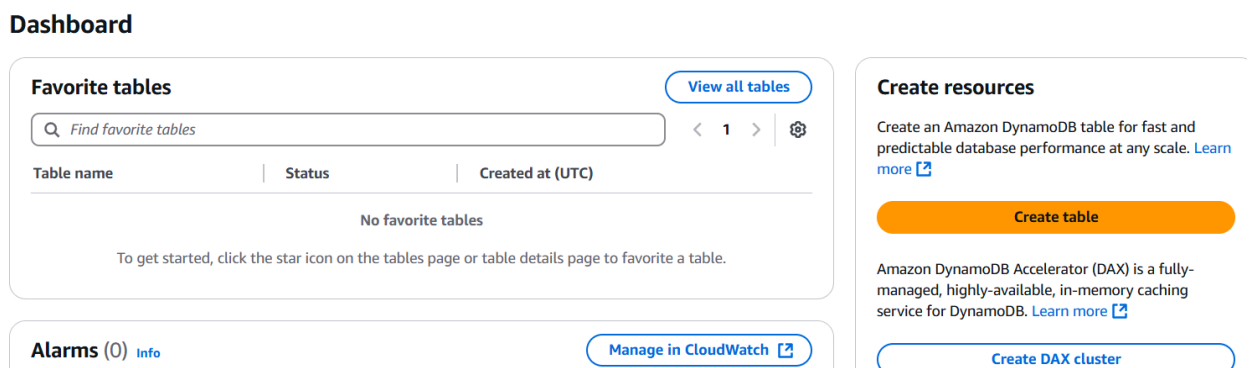 Dashboard
Favorite tables
View all tables
Find favorite tables
1
Table name
Status
Created at (UTC)
No favorite tables
To get started, click the star icon on the tables page or table details page to favorite a table.
Alarms (0) Info
Manage in CloudWatch
Create resources
Create an Amazon DynamoDB table for fast and
predictable database performance at any scale. Learn
more
Create table
Amazon DynamoDB Accelerator (DAX) is a fully-
managed, highly-available, in-memory caching
service for DynamoDB. Learn more
Create DAX cluster